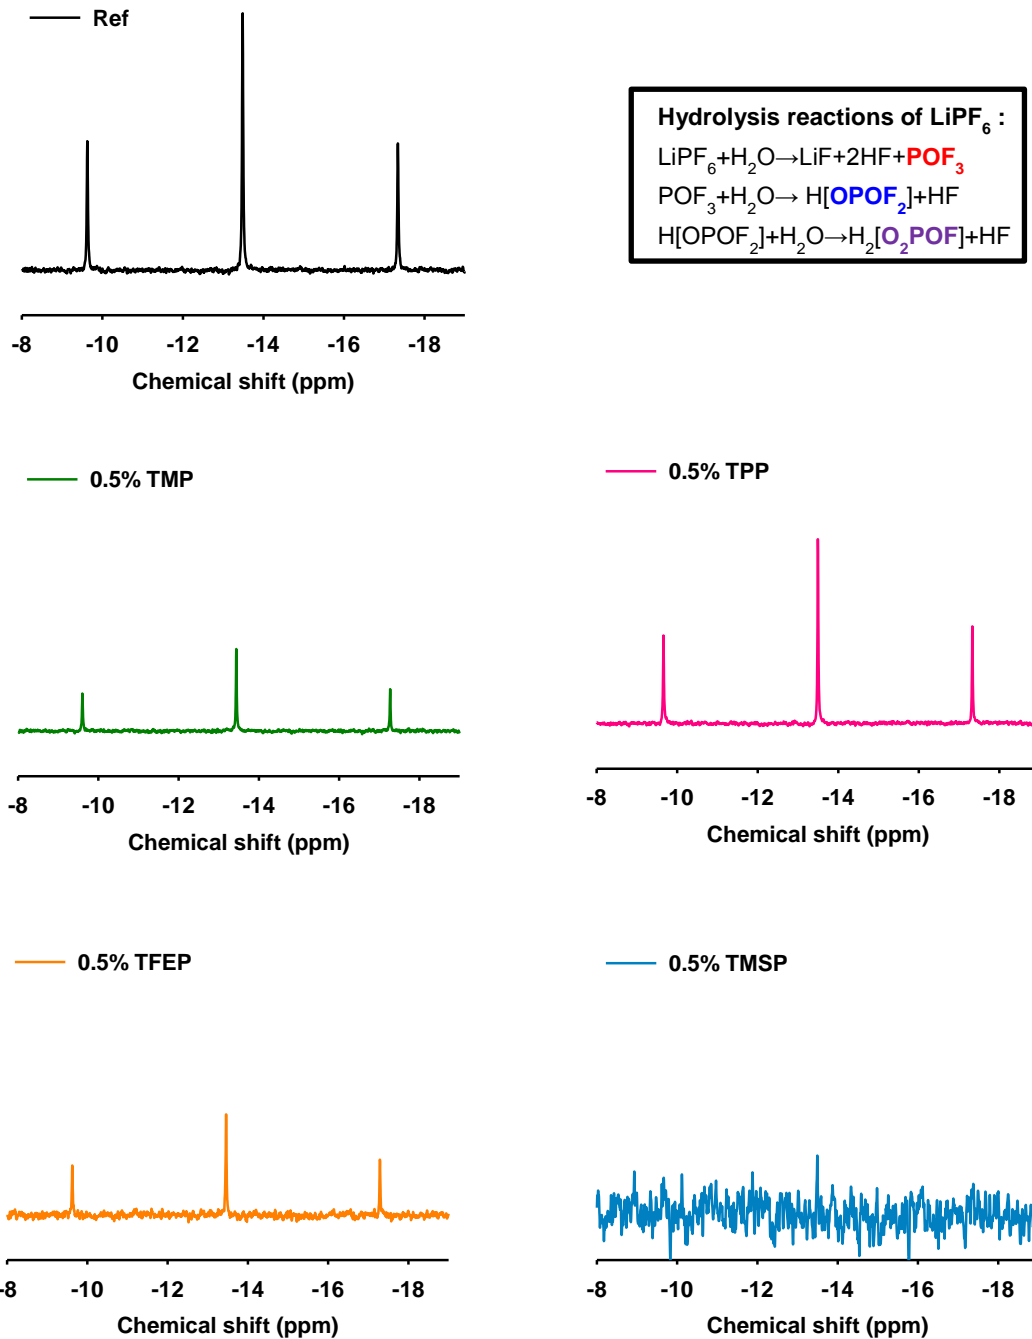 Ref
-8 -10 -12 -14 -16 -18
Chemical shift (ppm)
Hydrolysis reactions of LiPF6 :
LiPF6+H2O→LiF+2HF+POF3
POF3+H2O→ H[OPOF2]+HF
H[OPOF2]+H2O→H2[O2POF]+HF
0.5% TMP
-8 -10 -12 -14 -16 -18
Chemical shift (ppm)
0.5% TPP
-8 -10 -12 -14 -16 -18
Chemical shift (ppm)
0.5% TFEP
-8 -10 -12 -14 -16 -18
Chemical shift (ppm)
0.5% TMSP
-8 -10 -12 -14 -16 -18
Chemical shift (ppm)